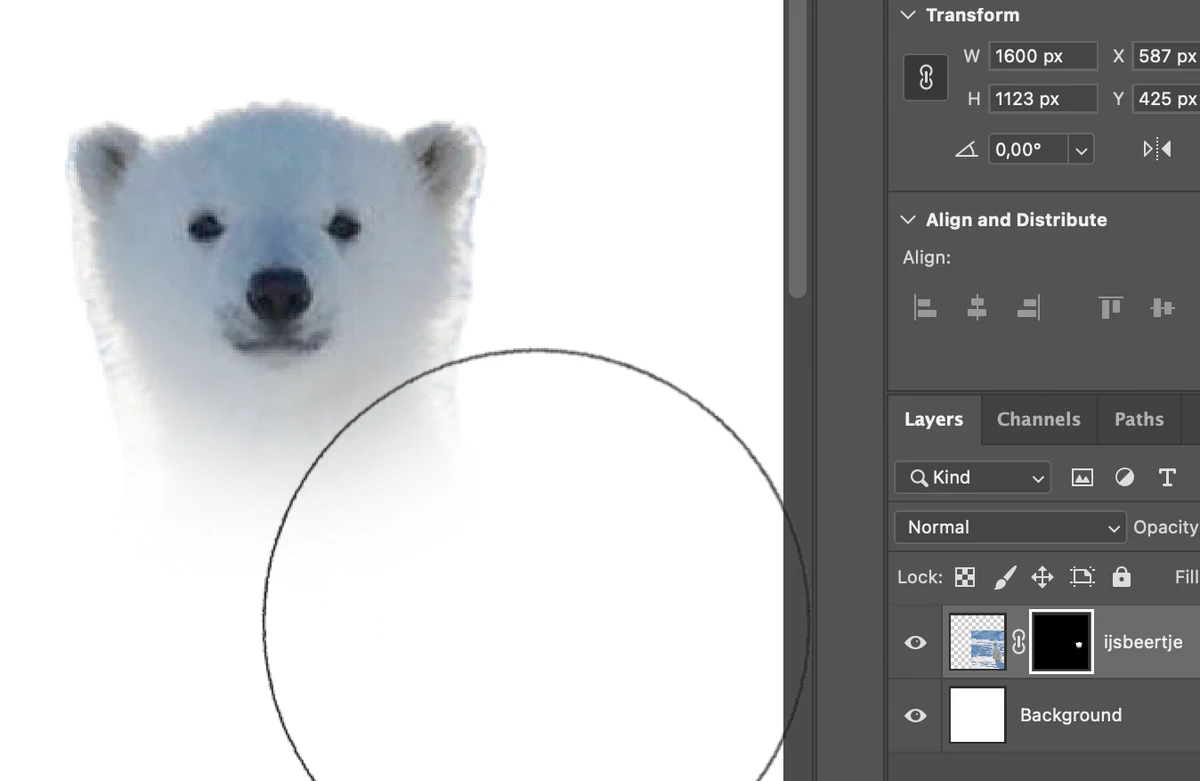 Transform
W 1600 px X 587 px
H 1123 px Y 425 px
0,00°
Align and Distribute
Align:
Layers Channels Paths
Kind
Normal Opacity
Lock: Fill
ijsbeertje
Background